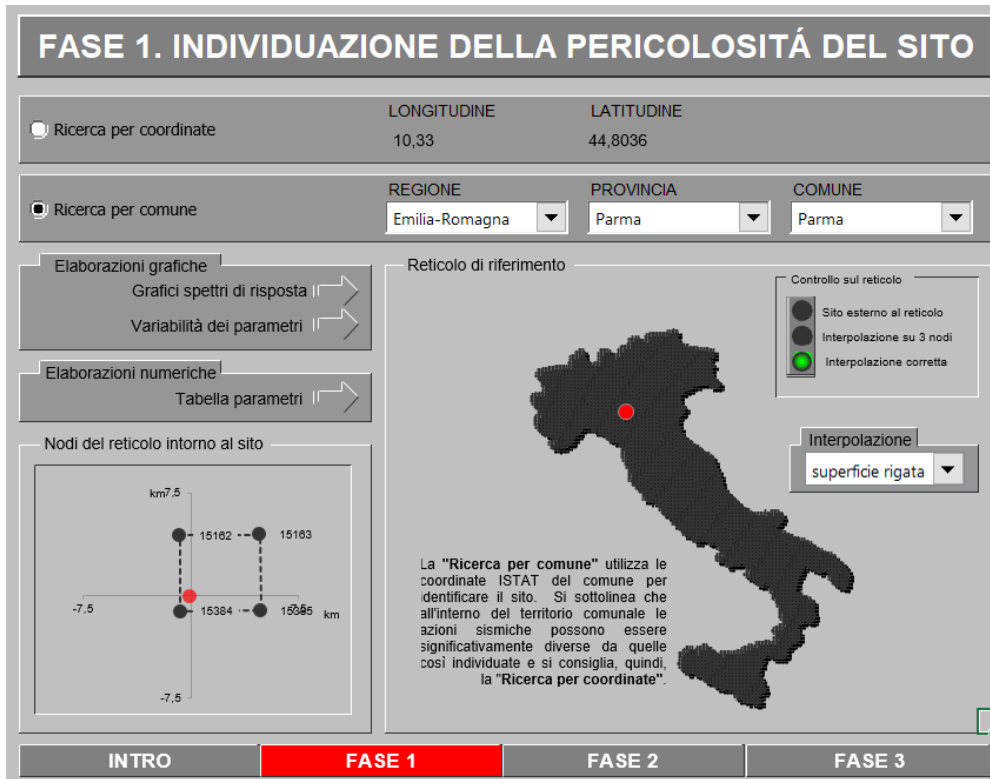 FASE 1. INDIVIDUAZIONE DELLA PERICOLOSITÁ DEL SITO
Ricerca per coordinate
LONGITUDINE
LATITUDINE
10,33
44,8036
Ricerca per comune
REGIONE
PROVINCIA
COMUNE
Emilia-Romagna
Parma
Parma
Elaborazioni grafiche
Grafici spettri di risposta
Variabilità dei parametri
Elaborazioni numeriche
Tabella parametri
Nodi del reticolo intorno al sito
km7,5
15162
15163
-7,5
15384
15385
7,5
km
-7,5
Reticolo di riferimento
Controllo sul reticolo
Sito esterno al reticolo
Interpolazione su 3 nodi
Interpolazione corretta
Interpolazione
superficie rigata
La "Ricerca per comune" utilizza le
coordinate ISTAT del comune per
identificare il sito. Si sottolinea che
all'interno del territorio comunale le
azioni sismiche possono essere
significativamente diverse da quelle
così individuate e si consiglia, quindi,
la "Ricerca per coordinate".
INTRO
FASE 1
FASE 2
FASE 3